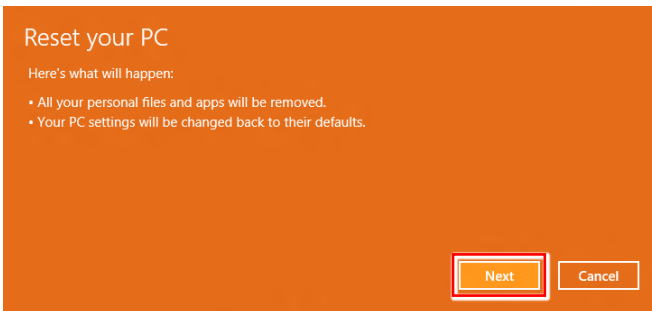 Reset your PC
Here's what will happen:
• All your personal files and apps will be removed.
• Your PC settings will be changed back to their defaults.
Next Cancel